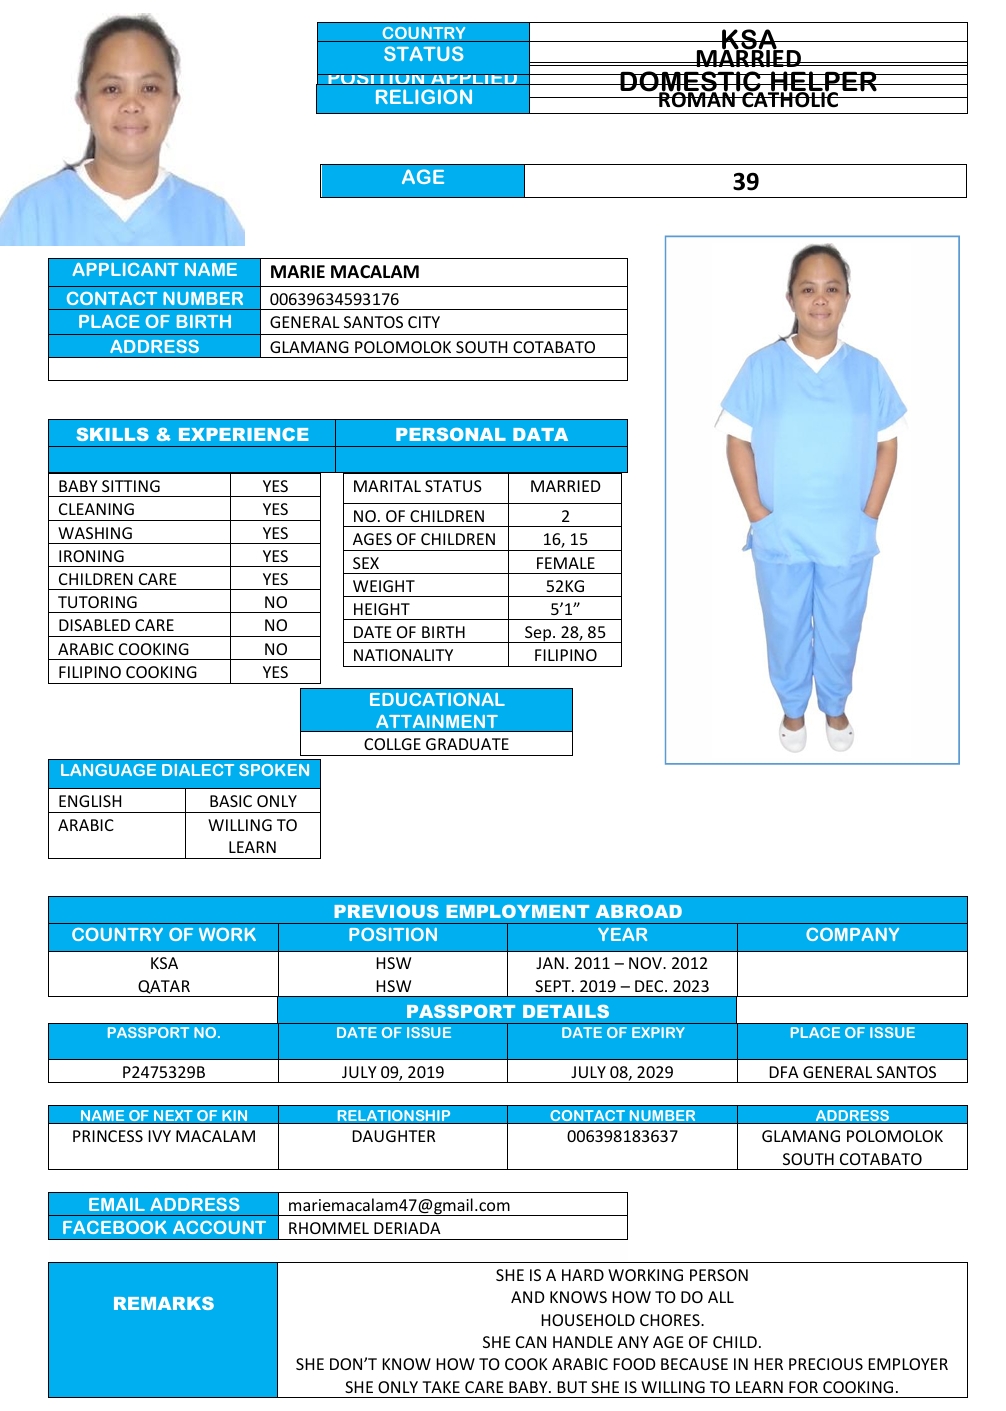 COUNTRY KSA
STATUS MARRIED
POSITION APPLIED DOMESTIC HELPER
RELIGION ROMAN CATHOLIC
AGE 39
APPLICANT NAME MARIE MACALAM
CONTACT NUMBER 00639634593176
PLACE OF BIRTH GENERAL SANTOS CITY
ADDRESS GLAMANG POLOMOLOK SOUTH COTABATO
SKILLS & EXPERIENCE PERSONAL DATA
BABY SITTING YES MARITAL STATUS MARRIED
CLEANING YES NO. OF CHILDREN 2
WASHING YES AGES OF CHILDREN 16, 15
IRONING YES SEX FEMALE
CHILDREN CARE YES WEIGHT 52KG
TUTORING NO HEIGHT 5’1”
DISABLED CARE NO DATE OF BIRTH Sep. 28, 85
ARABIC COOKING NO NATIONALITY FILIPINO
FILIPINO COOKING YES
EDUCATIONAL
ATTAINMENT
COLLGE GRADUATE
LANGUAGE DIALECT SPOKEN
ENGLISH BASIC ONLY
ARABIC WILLING TO
LEARN
PREVIOUS EMPLOYMENT ABROAD
COUNTRY OF WORK POSITION YEAR COMPANY
KSA HSW JAN. 2011 – NOV. 2012
QATAR HSW SEPT. 2019 – DEC. 2023
PASSPORT DETAILS
PASSPORT NO. DATE OF ISSUE DATE OF EXPIRY PLACE OF ISSUE
P2475329B JULY 09, 2019 JULY 08, 2029 DFA GENERAL SANTOS
NAME OF NEXT OF KIN RELATIONSHIP CONTACT NUMBER ADDRESS
PRINCESS IVY MACALAM DAUGHTER 006398183637 GLAMANG POLOMOLOK
SOUTH COTABATO
EMAIL ADDRESS mariemacalam47@gmail.com
FACEBOOK ACCOUNT RHOMMEL DERIADA
REMARKS
SHE IS A HARD WORKING PERSON
AND KNOWS HOW TO DO ALL
HOUSEHOLD CHORES.
SHE CAN HANDLE ANY AGE OF CHILD.
SHE DON’T KNOW HOW TO COOK ARABIC FOOD BECAUSE IN HER PRECIOUS EMPLOYER
SHE ONLY TAKE CARE BABY. BUT SHE IS WILLING TO LEARN FOR COOKING.